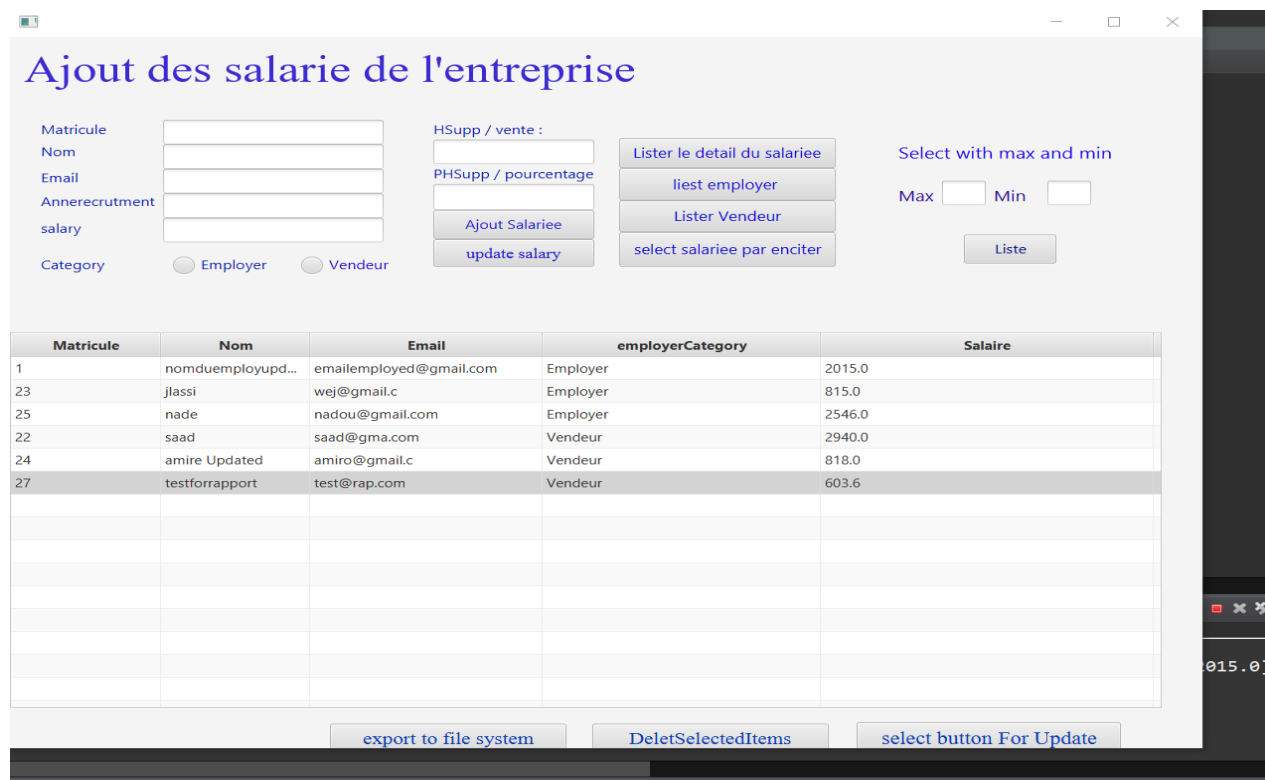 Ajout des salarie de l'entreprise
Matricule
Nom
Email
Annerecrutment
salary
Category
Employer
Vendeur
HSupp / vente :
PHSupp / pourcentage
Ajout Salariee
update salary
Lister le detail du salariee
liest employer
Lister Vendeur
select salariee par enciter
Select with max and min
Max
Min
Liste
Matricule Nom Email employerCategory Salaire
1 nomduemployupd... emailemployed@gmail.com Employer 2015.0
23 jlassi wej@gmail.c Employer 815.0
25 nade nadou@gmail.com Employer 2546.0
22 saad saad@gma.com Vendeur 2940.0
24 amire Updated amiro@gmail.c Vendeur 818.0
27 testforrapport test@rap.com Vendeur 603.6
2015.0]
export to file system
DeletSelectedItems
select button For Update